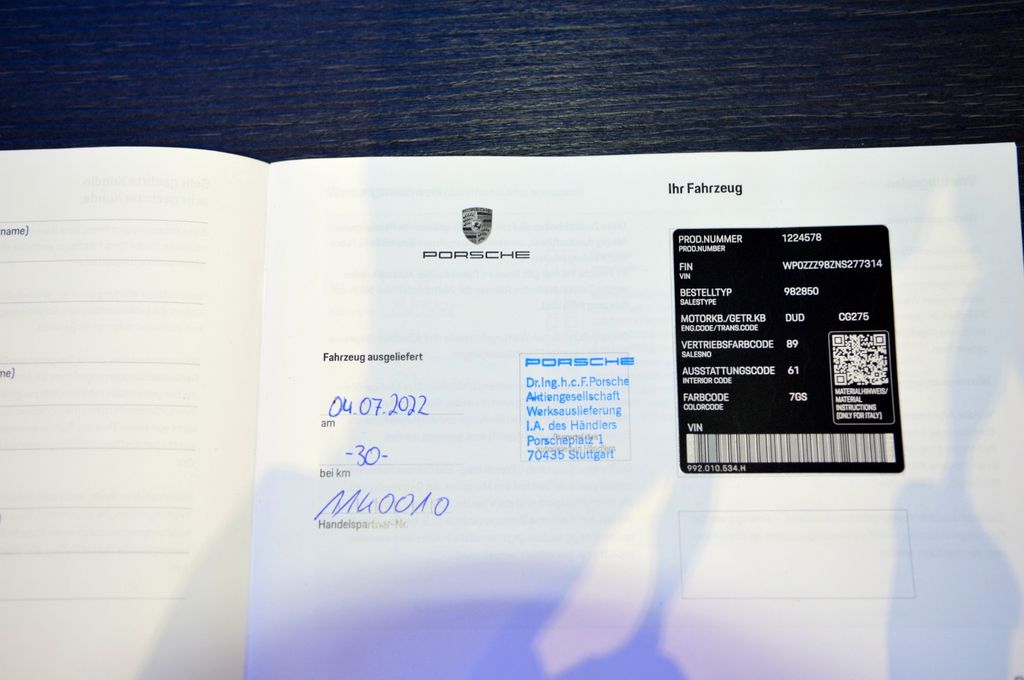 name)
me)
PORSCHE
Fahrzeug ausgeliefert
04.07.2022
am
-30-
bei km
1140010
Handelspartner-Nr.
PORSCHE
Dr.Ing.h.c.F.Porsche
Aktiengesellschaft
Werksauslieferung
I.A. des Händlers
Porscheplatz 1
70435 Stuttgart
Ihr Fahrzeug
PROD.NUMMER 1224578
PROD.NUMBER
FIN WP0ZZZ98ZNS277314
VIN
BESTELLTYP 982850
SALESTYPE
MOTORKB./GETR.KB DUD CG275
ENG.CODE/TRANS.CODE
VERTRIEBSFARBCODE 89
SALESNO
AUSSTATTUNGSCODE 61
INTERIOR CODE
FARBCODE 7GS
COLORCODE
MATERIALHINWEIS/
MATERIAL
INSTRUCTIONS
(ONLY FOR ITALY)
VIN
992.010.534.H